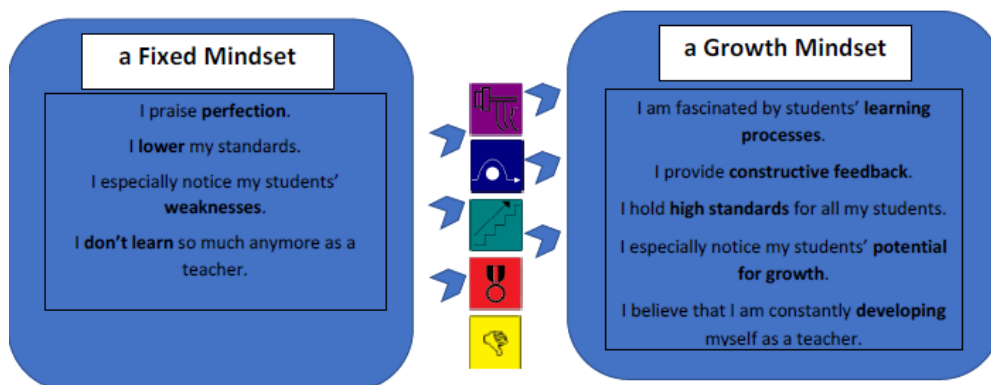 a Fixed Mindset
I praise perfection.
I lower my standards.
I especially notice my students'
weaknesses.
I don't learn so much anymore as a
teacher.
a Growth Mindset
I am fascinated by students' learning
processes.
I provide constructive feedback.
I hold high standards for all my students.
I especially notice my students' potential
for growth.
I believe that I am constantly developing
myself as a teacher.